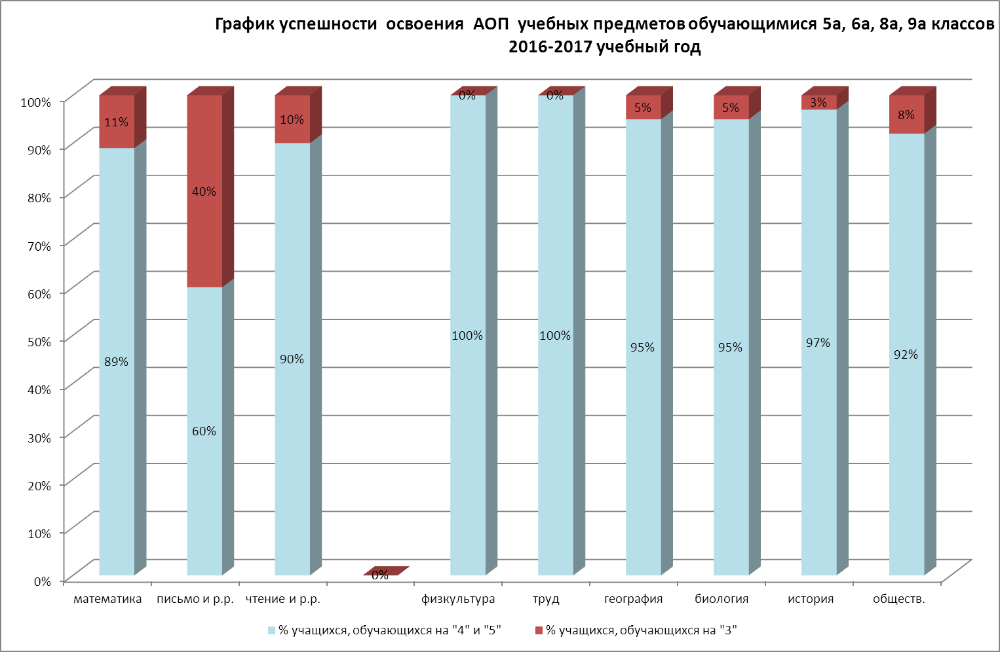 График успешности освоения АОП учебных предметов обучающимися 5а, 6а, 8а, 9а классов
2016-2017 учебный год
0% 0% 5% 5% 3% 8%
100%
11% 10%
90%
80%
40%
70%
60%
50%
100% 100% 95% 95% 97% 92%
89% 90%
40%
30%
60%
20%
10%
0%
0%
математика письмо и р.р. чтение и р.р. физкультура труд география биология история обществ.
% учащихся, обучающихся на "4" и "5" % учащихся, обучающихся на "3"